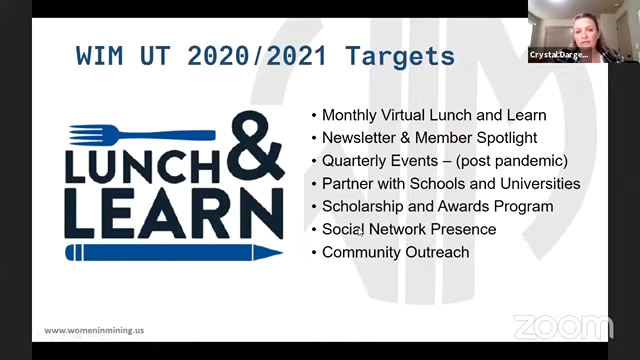 WIM UT 2020/2021 Targets
Crystal Darge...
LUNCH &
LEARN
• Monthly Virtual Lunch and Learn
• Newsletter & Member Spotlight
• Quarterly Events – (post pandemic)
• Partner with Schools and Universities
• Scholarship and Awards Program
• Social Network Presence
• Community Outreach
www.womeninmining.us
zoom